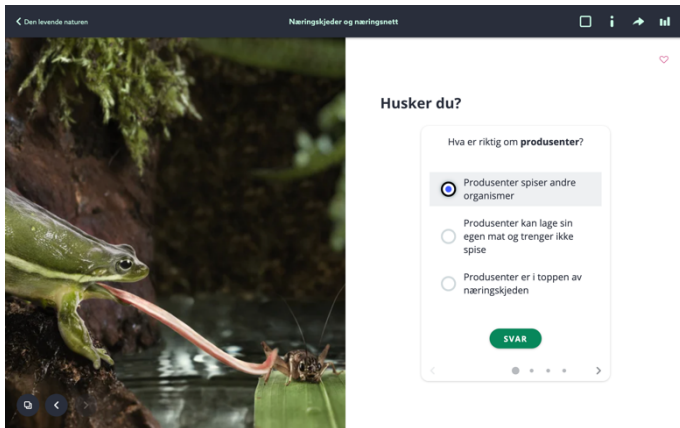 Den levende naturen
Næringskjeder og næringsnett
Husker du?
Hva er riktig om produsenter?
Produsenter spiser andre
organismer
Produsenter kan lage sin
egen mat og trenger ikke
spise
Produsenter er i toppen av
næringskjeden
SVAR